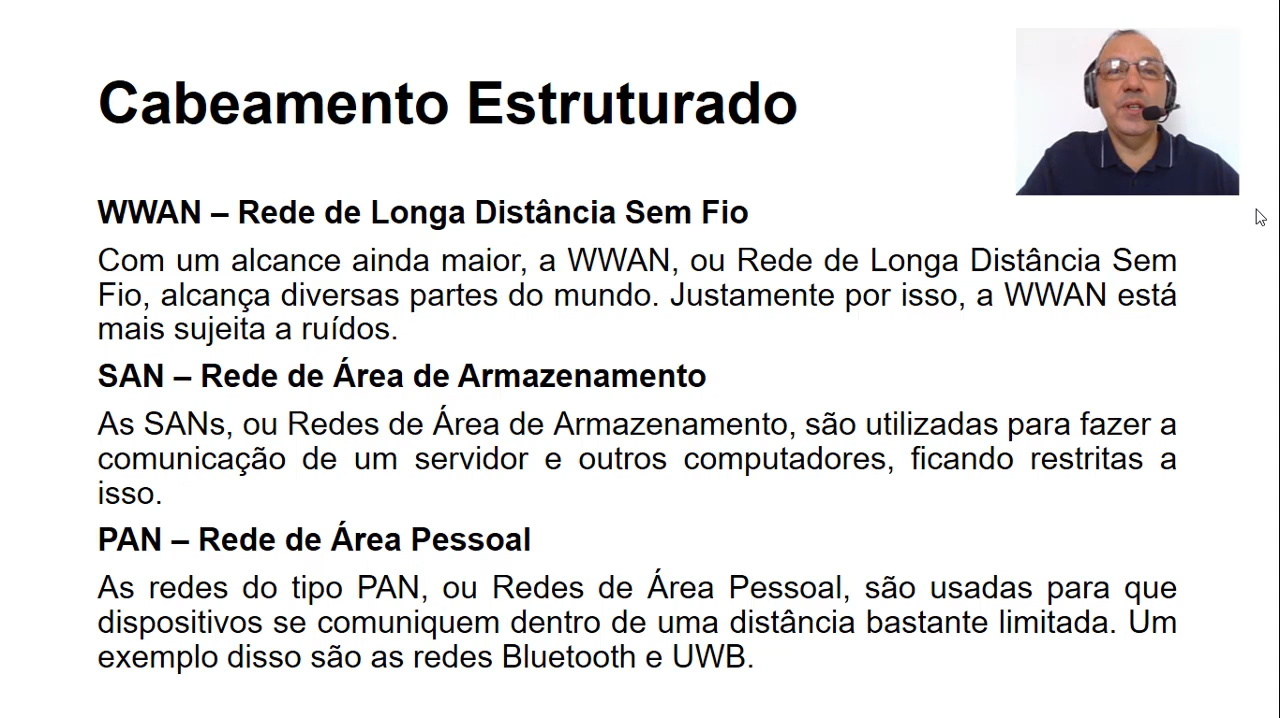 Cabeamento Estruturado
WWAN – Rede de Longa Distância Sem Fio
Com um alcance ainda maior, a WWAN, ou Rede de Longa Distância Sem
Fio, alcança diversas partes do mundo. Justamente por isso, a WWAN está
mais sujeita a ruídos.
SAN – Rede de Área de Armazenamento
As SANs, ou Redes de Área de Armazenamento, são utilizadas para fazer a
comunicação de um servidor e outros computadores, ficando restritas a
isso.
PAN – Rede de Área Pessoal
As redes do tipo PAN, ou Redes de Área Pessoal, são usadas para que
dispositivos se comuniquem dentro de uma distância bastante limitada. Um
exemplo disso são as redes Bluetooth e UWB.